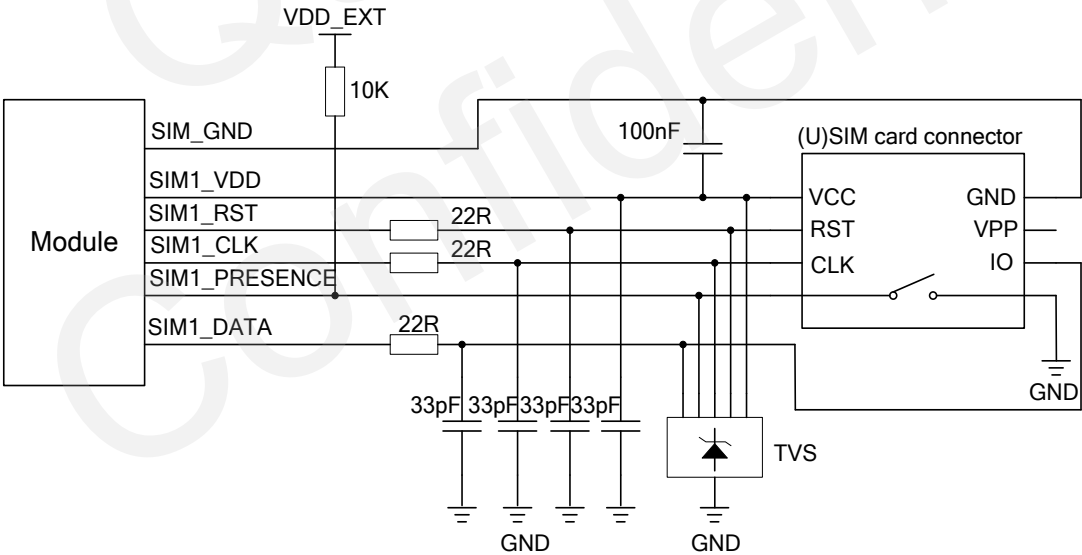 VDD_EXT
10K
SIM_GND
100nF
(U)SIM card connector
SIM1_VDD
VCC
GND
SIM1_RST
22R
RST
VPP
Module
SIM1_CLK
22R
CLK
IO
SIM1_PRESENCE
SIM1_DATA
22R
GND
33pF 33pF 33pF 33pF
TVS
GND
GND